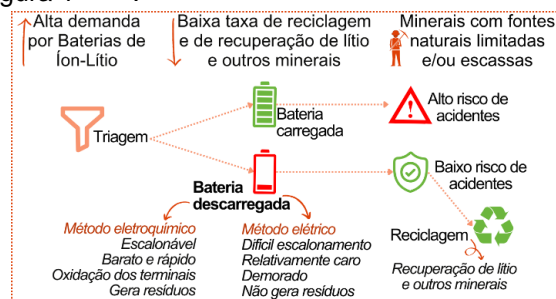 Alta demanda
por Baterias de
Íon-Lítio
Baixa taxa de reciclagem
e de recuperação de lítio
e outros minerais
Minerais com fontes
naturais limitadas
e/ou escassas
Triagem
Bateria
carregada
Alto risco de
acidentes
Bateria
descarregada
Baixo risco de
acidentes
Método eletroquímico
Escalonável
Barato e rápido
Oxidação dos terminais
Gera resíduos
Método elétrico
Difícil escalonamento
Relativamente caro
Demorado
Não gera resíduos
Reciclagem
Recuperação de lítio
e outros minerais